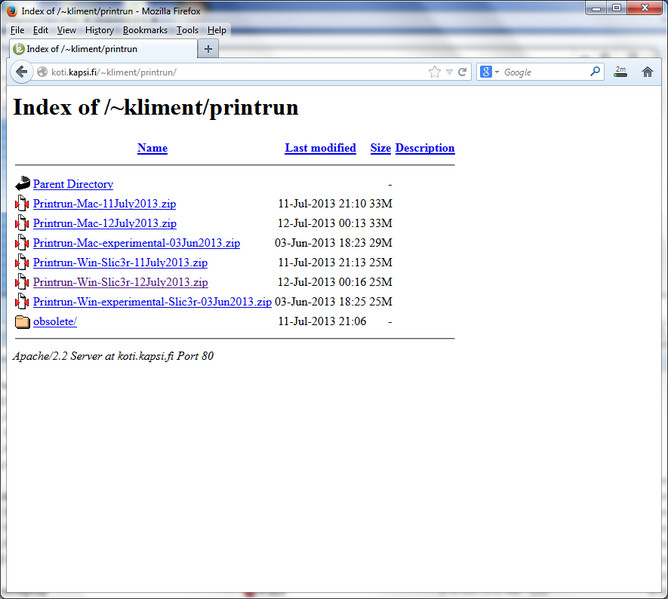 Index of /~kliment/printrun - Mozilla Firefox
File Edit View History Bookmarks Tools Help
Index of /~kliment/printrun
koti.kapsi.fi/~kliment/printrun/ Google 2m
Index of /~kliment/printrun
Name Last modified Size Description
Parent Directory -
Printrun-Mac-11July2013.zip 11-Jul-2013 21:10 33M
Printrun-Mac-12July2013.zip 12-Jul-2013 00:13 33M
Printrun-Mac-experimental-03Jun2013.zip 03-Jun-2013 18:23 29M
Printrun-Win-Slic3r-11July2013.zip 11-Jul-2013 21:13 25M
Printrun-Win-Slic3r-12July2013.zip 12-Jul-2013 00:16 25M
Printrun-Win-experimental-Slic3r-03Jun2013.zip 03-Jun-2013 18:25 25M
obsolete/ 11-Jul-2013 21:06 -
Apache/2.2 Server at koti.kapsi.fi Port 80